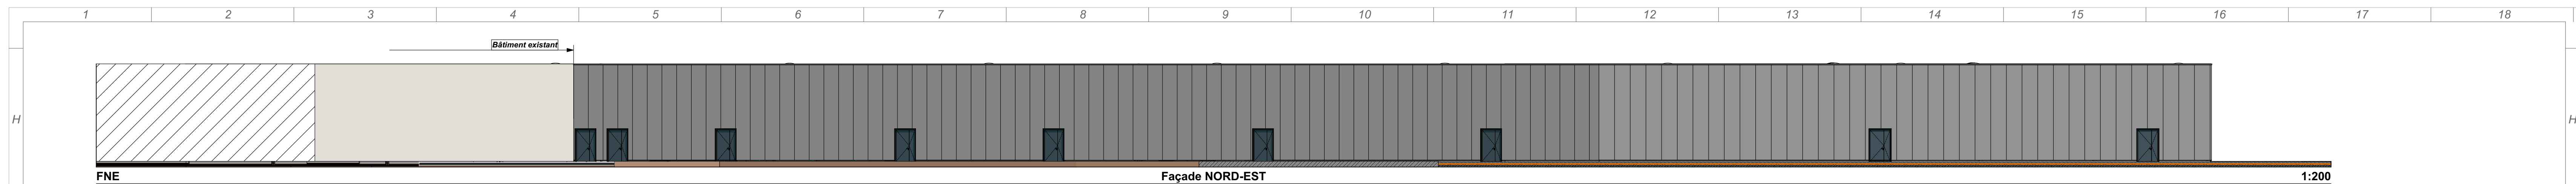 1 2 3 4 5 6 7 8 9 10 11 12 13 14 15 16 17 18
Bâtiment existant
H H
FNE Façade NORD-EST 1:200